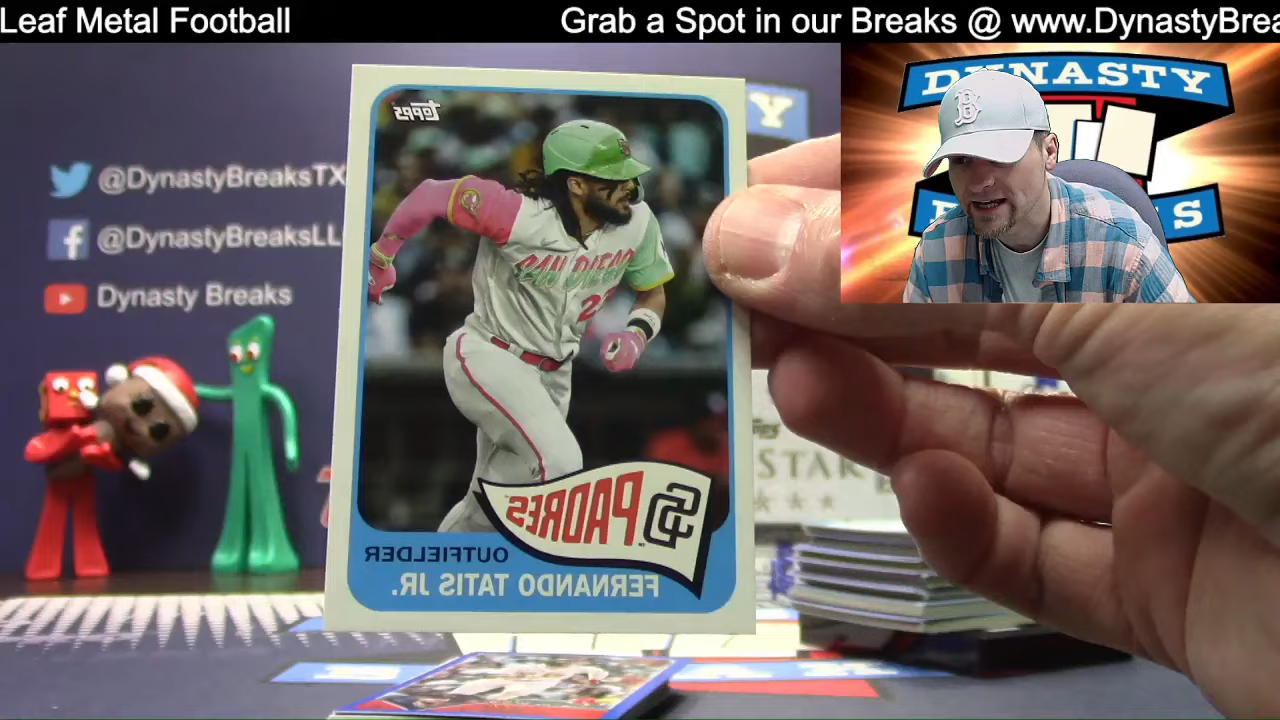 Leaf Metal Football
Grab a Spot in our Breaks @ www.DynastyBrea
@DynastyBreaksTX
@DynastyBreaksLL
Dynasty Breaks
Topps
SAN DIEGO
SD PADRES
OUTFIELDER
FERNANDO TATIS JR.
DYNASTY
B
S
Y
STAR